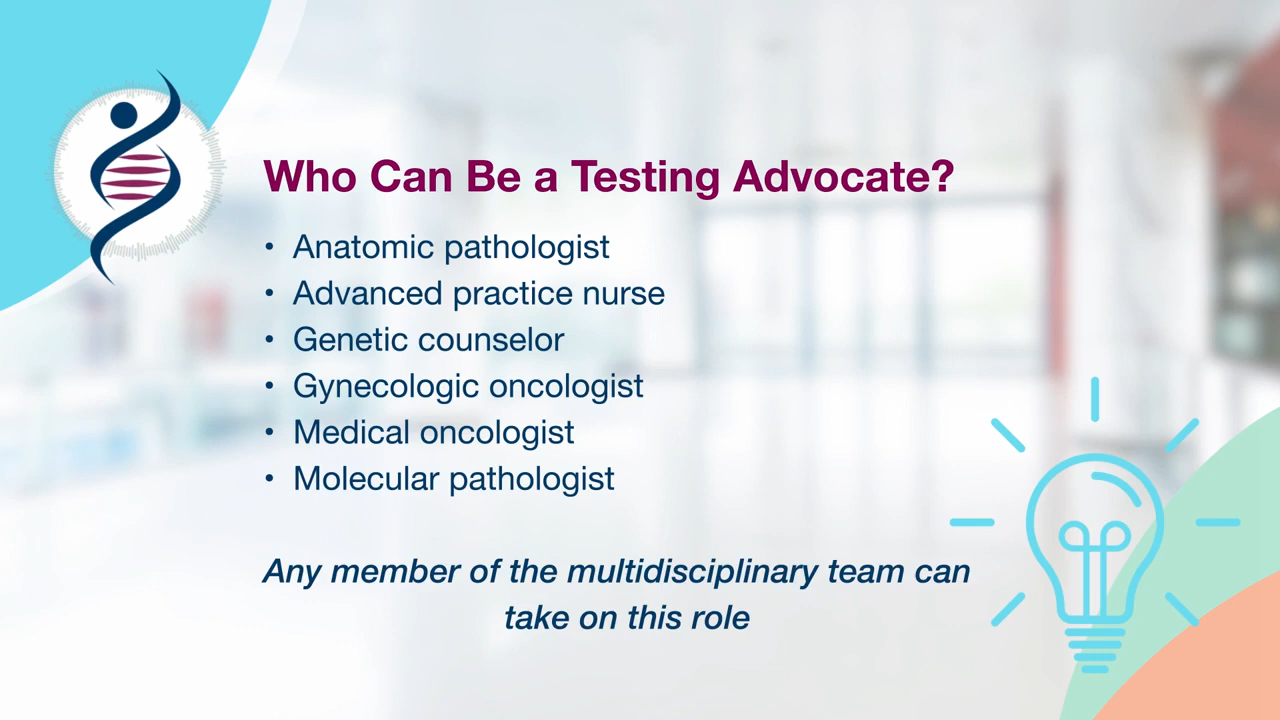 Who Can Be a Testing Advocate?
• Anatomic pathologist
• Advanced practice nurse
• Genetic counselor
• Gynecologic oncologist
• Medical oncologist
• Molecular pathologist
Any member of the multidisciplinary team can
take on this role